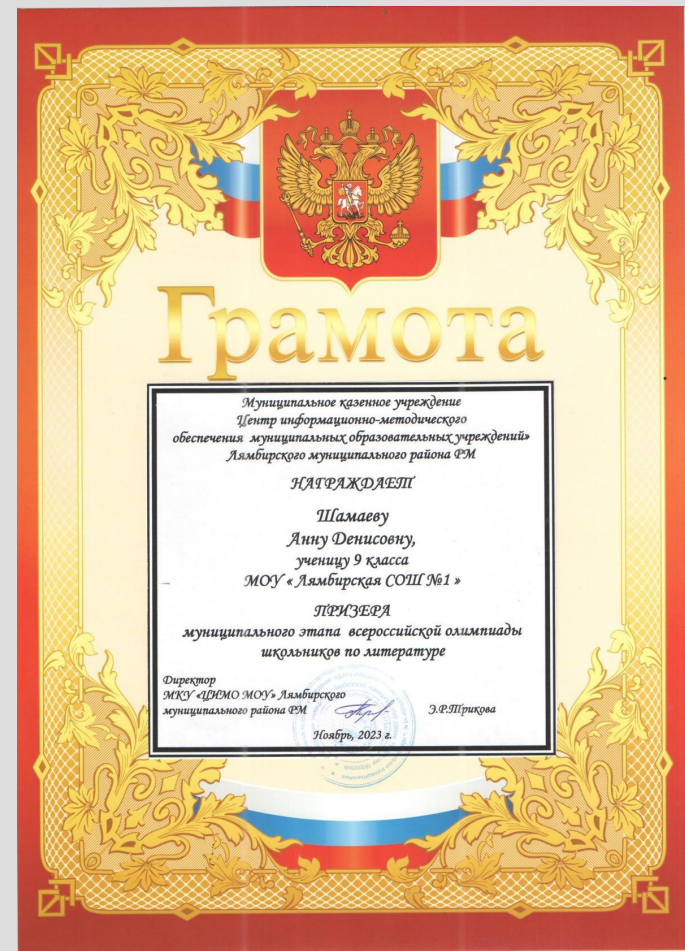 Грамота
Муниципальное казенное учреждение
Центр информационно-методического
обеспечения муниципальных образовательных учреждений»
Лямбирского муниципального района РМ
НАГРАЖДАЕТ
Шамаеву
Анну Денисовну,
ученицу 9 класса
МОУ « Лямбирская СОШ №1 »
ПРИЗЕРА
муниципального этапа всероссийской олимпиады
школьников по литературе
Директор
МКУ «ЦИМО МОУ» Лямбирского
муниципального района РМ Э.Р.Трикова
Ноябрь, 2023 г.